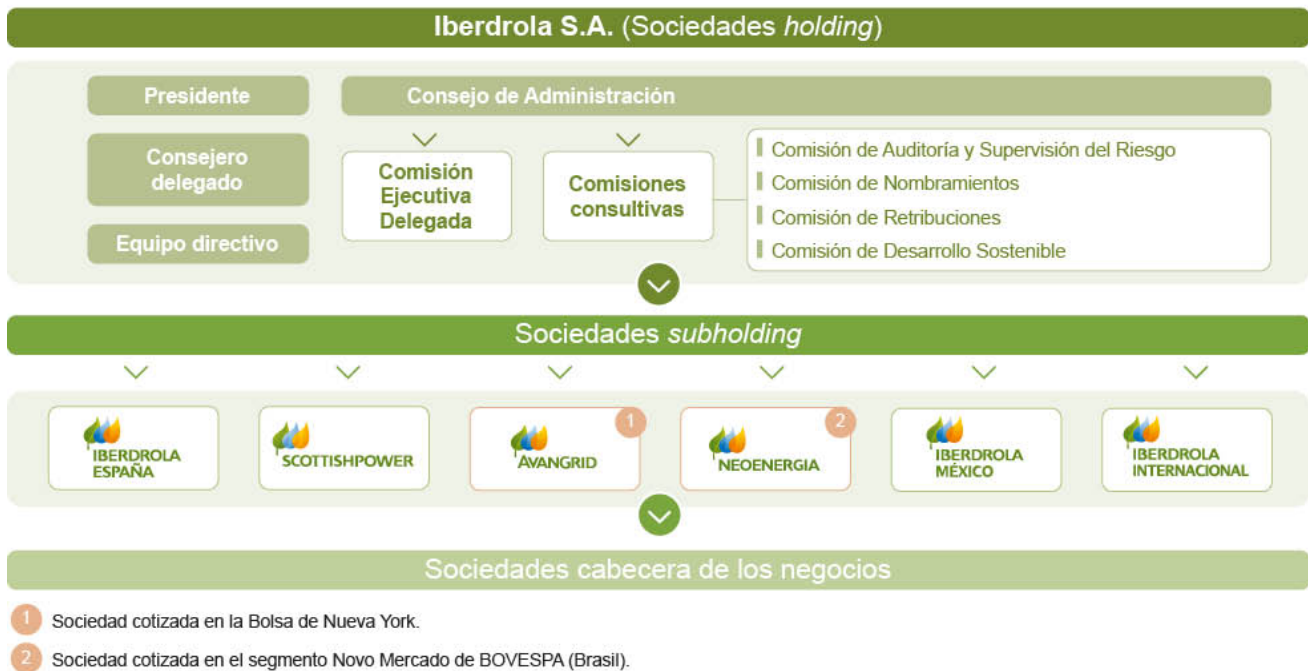 Iberdrola S.A. (Sociedades holding)
Presidente
Consejo de Administración
Consejero
delegado
Equipo directivo
Comisión
Ejecutiva
Delegada
Comisiones
consultivas
Comisión de Auditoría y Supervisión del Riesgo
Comisión de Nombramientos
Comisión de Retribuciones
Comisión de Desarrollo Sostenible
Sociedades subholding
IBERDROLA
ESPAÑA
SCOTTISHPOWER
1
AVANGRID
2
NEOENERGIA
IBERDROLA
MÉXICO
IBERDROLA
INTERNACIONAL
Sociedades cabecera de los negocios
1 Sociedad cotizada en la Bolsa de Nueva York.
2 Sociedad cotizada en el segmento Novo Mercado de BOVESPA (Brasil).